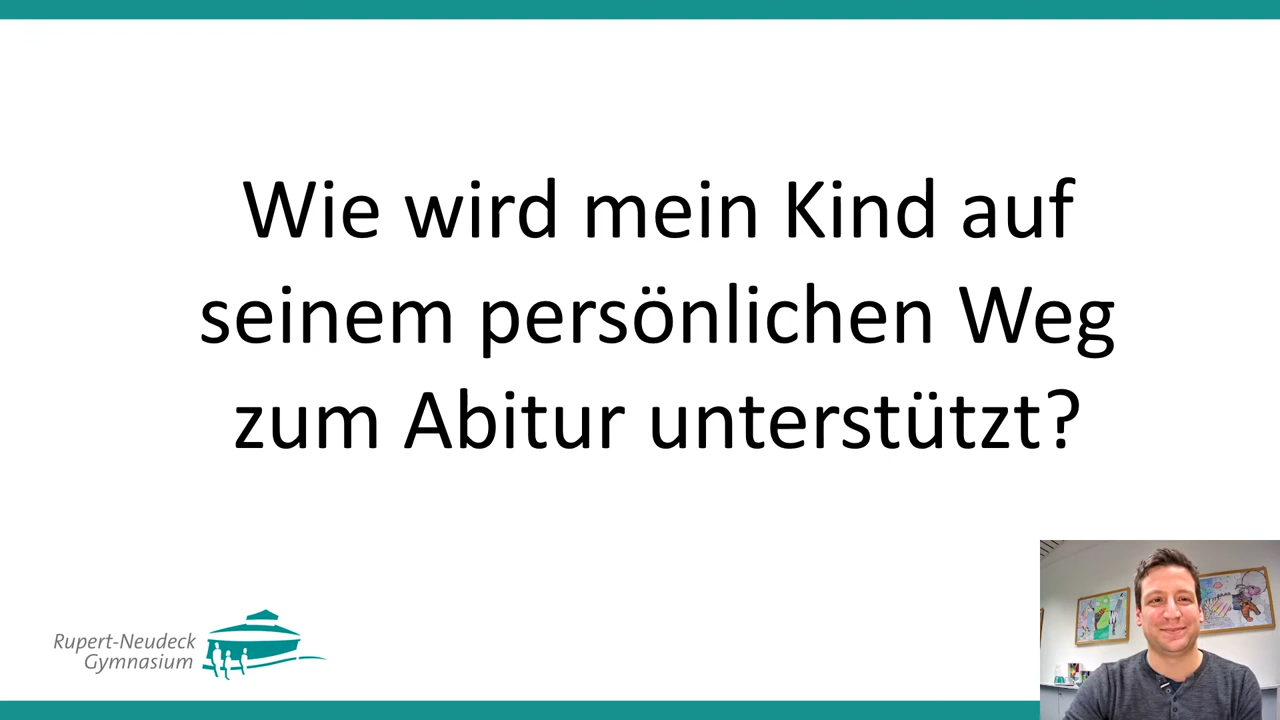 Wie wird mein Kind auf
seinem persönlichen Weg
zum Abitur unterstützt?
Rupert-Neudeck
Gymnasium